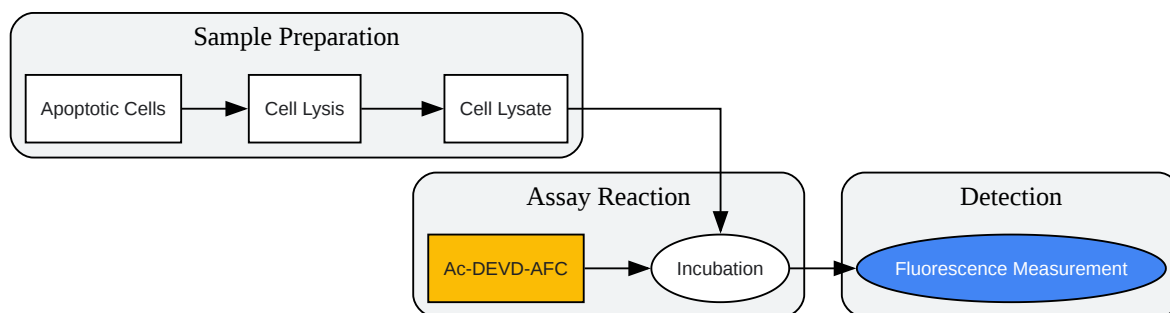 Sample Preparation
Apoptotic Cells
Cell Lysis
Cell Lysate
Assay Reaction
Ac-DEVD-AFC
Incubation
Detection
Fluorescence Measurement